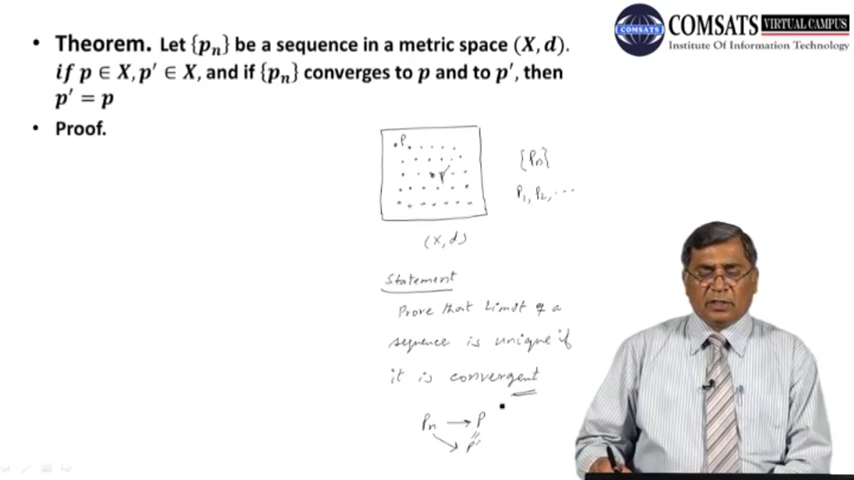 • Theorem. Let {pₙ} be a sequence in a metric space (X, d).
if p ∈ X, p′ ∈ X, and if {pₙ} converges to p and to p′, then
p′ = p
• Proof.
COMSATS
COMSATS VIRTUAL CAMPUS
Institute Of Information Technology
P
p′
{Pn}
P1, P2, ...
(X, d)
Statement
Prove that Limit of a
sequence is unique if
it is convergent
Pn → P
= p′